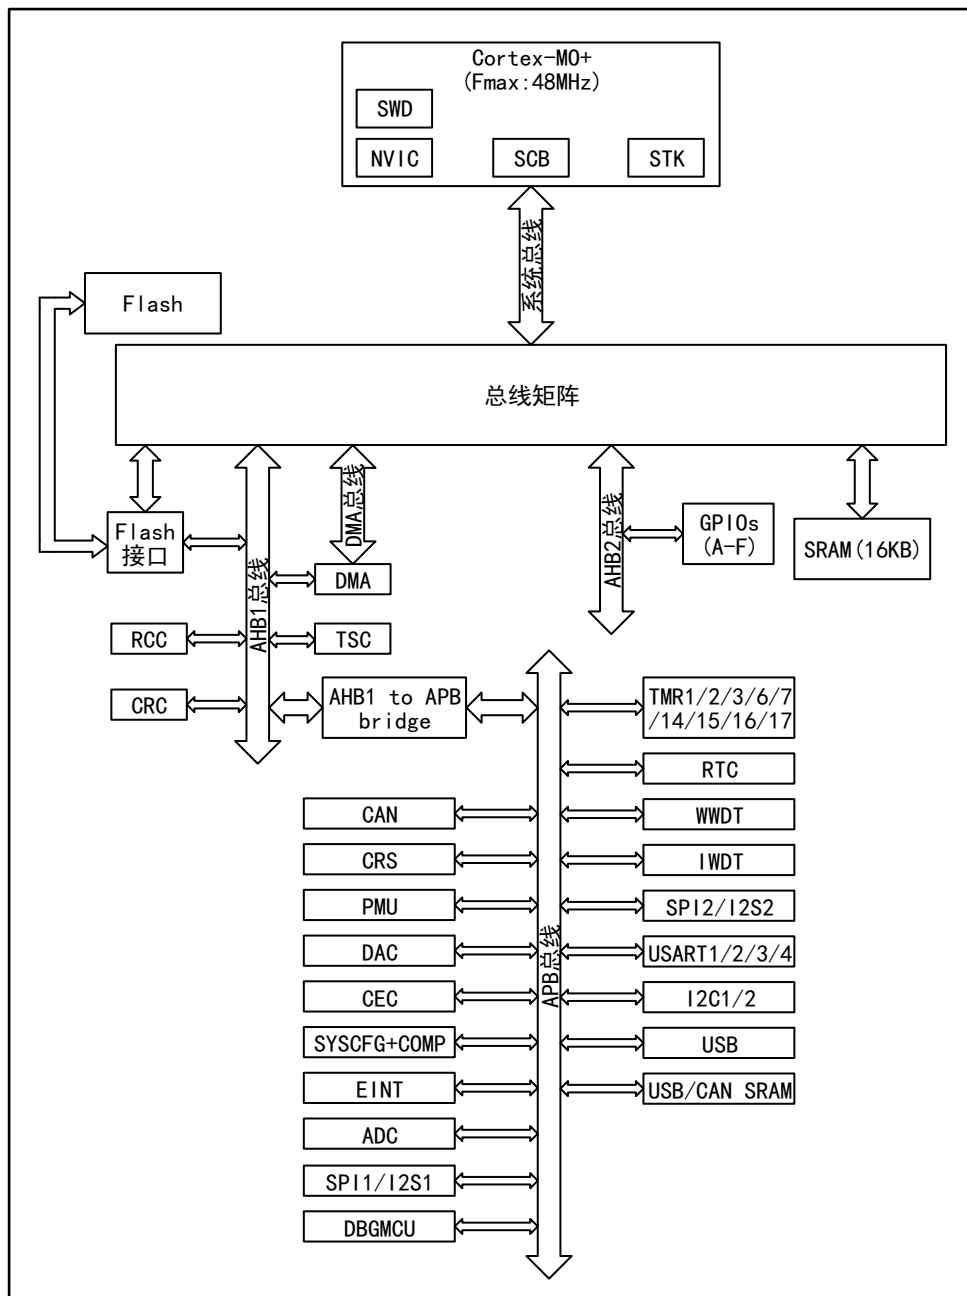 Cortex-M0+
(Fmax:48MHz)
SWD
NVIC
SCB
STK
系统总线
Flash
总线矩阵
Flash
接口
AHB1总线
DMA总线
DMA
AHB2总线
GPIOs
(A-F)
SRAM(16KB)
RCC
TSC
CRC
AHB1 to APB
bridge
APB总线
TMR1/2/3/6/7
/14/15/16/17
RTC
CAN
WWDT
CRS
IWDT
PMU
SPI2/I2S2
DAC
USART1/2/3/4
CEC
I2C1/2
SYSCFG+COMP
USB
EINT
USB/CAN SRAM
ADC
SPI1/I2S1
DBGMCU